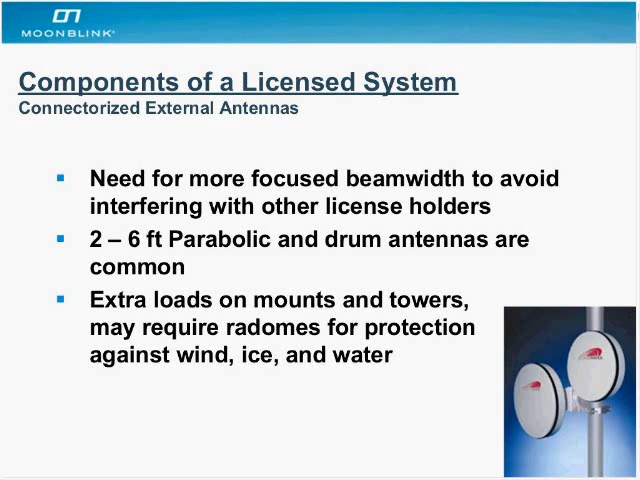 MOONBLINK
Components of a Licensed System
Connectorized External Antennas
Need for more focused beamwidth to avoid
interfering with other license holders
2 – 6 ft Parabolic and drum antennas are
common
Extra loads on mounts and towers,
may require radomes for protection
against wind, ice, and water